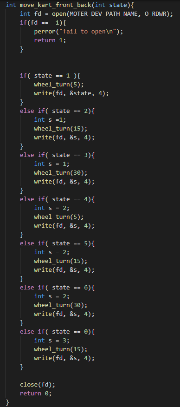 int move_kart_front_back(int state){
int fd = open(MOTER_DEV_PATH_NAME, O_RDWR);
if(fd == -1){
perror("fail to open\n");
return 1;
}
if( state == 1 ){
wheel_turn(5);
write(fd, &state, 4);
}
else if( state == 2){
int s =1;
wheel_turn(15);
write(fd, &s, 4);
}
else if( state == 3){
int s = 1;
wheel_turn(30);
write(fd, &s, 4);
}
else if( state == 4){
int s = 2;
wheel_turn(5);
write(fd, &s, 4);
}
else if( state == 5){
int s = 2;
wheel_turn(15);
write(fd, &s, 4);
}
else if( state == 6){
int s = 2;
wheel_turn(30);
write(fd, &s, 4);
}
else if( state == 0){
int s = 3;
wheel_turn(15);
write(fd, &s, 4);
}
close(fd);
return 0;
}